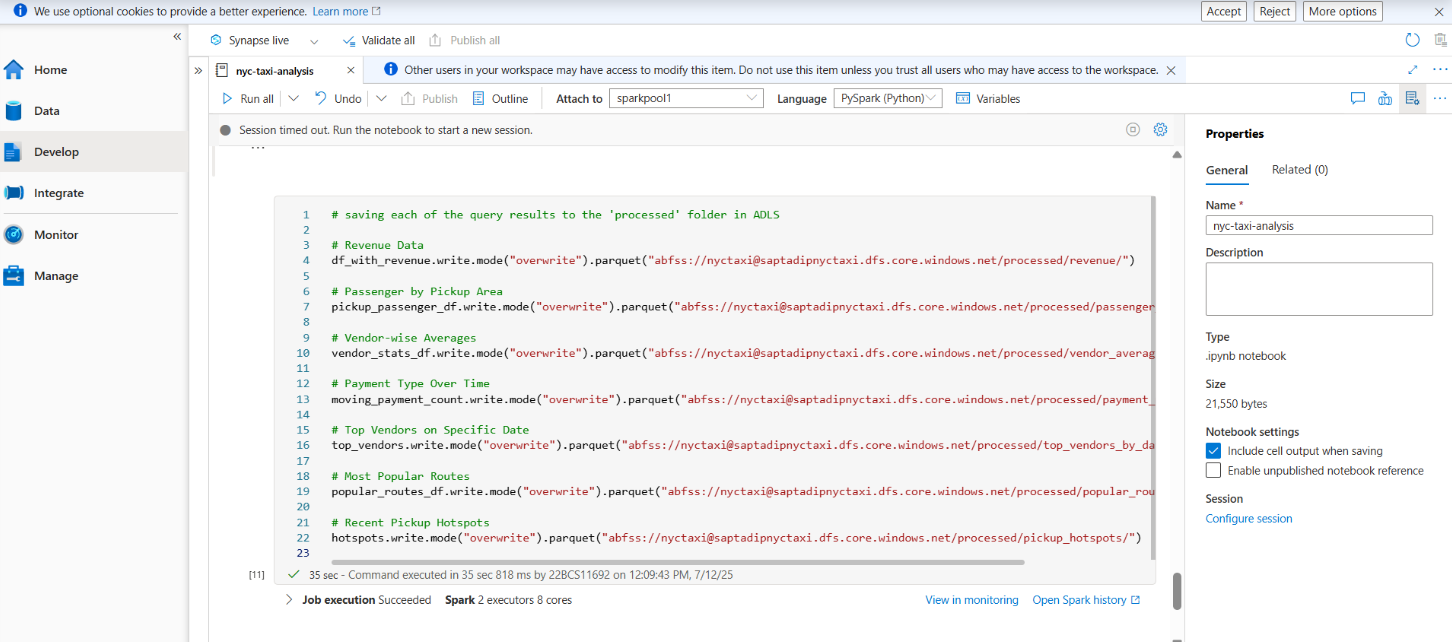 We use optional cookies to provide a better experience. Learn more
Accept Reject More options
Synapse live Validate all Publish all
Home
Data
Develop
Integrate
Monitor
Manage
nyc-taxi-analysis
Other users in your workspace may have access to modify this item. Do not use this item unless you trust all users who may have access to the workspace.
Run all Undo Publish Outline Attach to sparkpool1 Language PySpark (Python) Variables
Session timed out. Run the notebook to start a new session.
...
1 # saving each of the query results to the 'processed' folder in ADLS
2
3 # Revenue Data
4 df_with_revenue.write.mode("overwrite").parquet("abfss://nyctaxi@saptadipnyctaxi.dfs.core.windows.net/processed/revenue/")
5
6 # Passenger by Pickup Area
7 pickup_passenger_df.write.mode("overwrite").parquet("abfss://nyctaxi@saptadipnyctaxi.dfs.core.windows.net/processed/passenger
8
9 # Vendor-wise Averages
10 vendor_stats_df.write.mode("overwrite").parquet("abfss://nyctaxi@saptadipnyctaxi.dfs.core.windows.net/processed/vendor_averag
11
12 # Payment Type Over Time
13 moving_payment_count.write.mode("overwrite").parquet("abfss://nyctaxi@saptadipnyctaxi.dfs.core.windows.net/processed/payment_
14
15 # Top Vendors on Specific Date
16 top_vendors.write.mode("overwrite").parquet("abfss://nyctaxi@saptadipnyctaxi.dfs.core.windows.net/processed/top_vendors_by_da
17
18 # Most Popular Routes
19 popular_routes_df.write.mode("overwrite").parquet("abfss://nyctaxi@saptadipnyctaxi.dfs.core.windows.net/processed/popular_rou
20
21 # Recent Pickup Hotspots
22 hotspots.write.mode("overwrite").parquet("abfss://nyctaxi@saptadipnyctaxi.dfs.core.windows.net/processed/pickup_hotspots/")
23
[11] 35 sec - Command executed in 35 sec 818 ms by 22BCS11692 on 12:09:43 PM, 7/12/25
Job execution Succeeded Spark 2 executors 8 cores View in monitoring Open Spark history
Properties
General Related (0)
Name *
nyc-taxi-analysis
Description
Type
.ipynb notebook
Size
21,550 bytes
Notebook settings
Include cell output when saving
Enable unpublished notebook reference
Session
Configure session